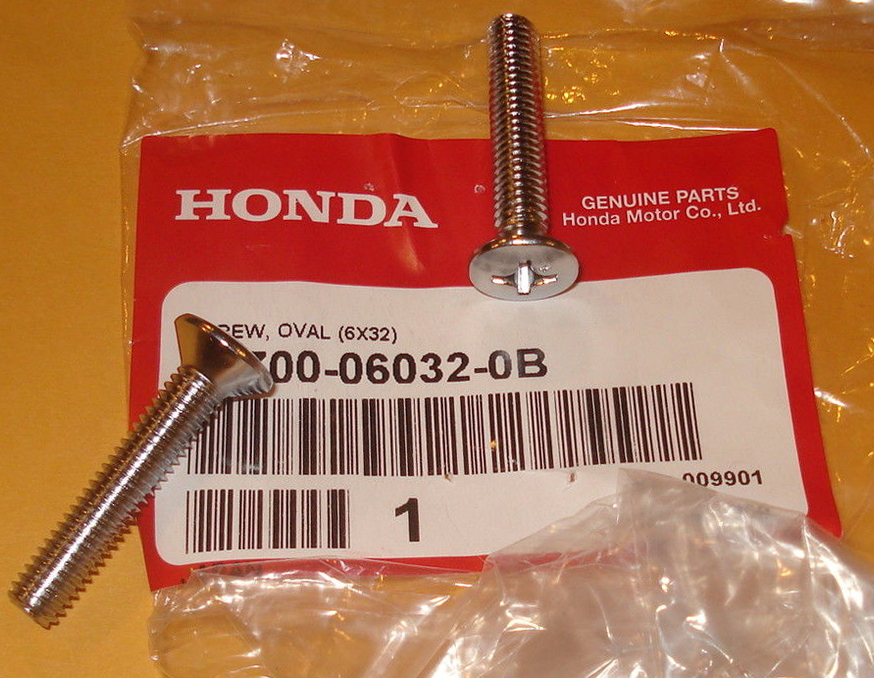 HONDA
GENUINE PARTS
Honda Motor Co., Ltd.
OVAL (6X32)
00-06032-0B
009901
1